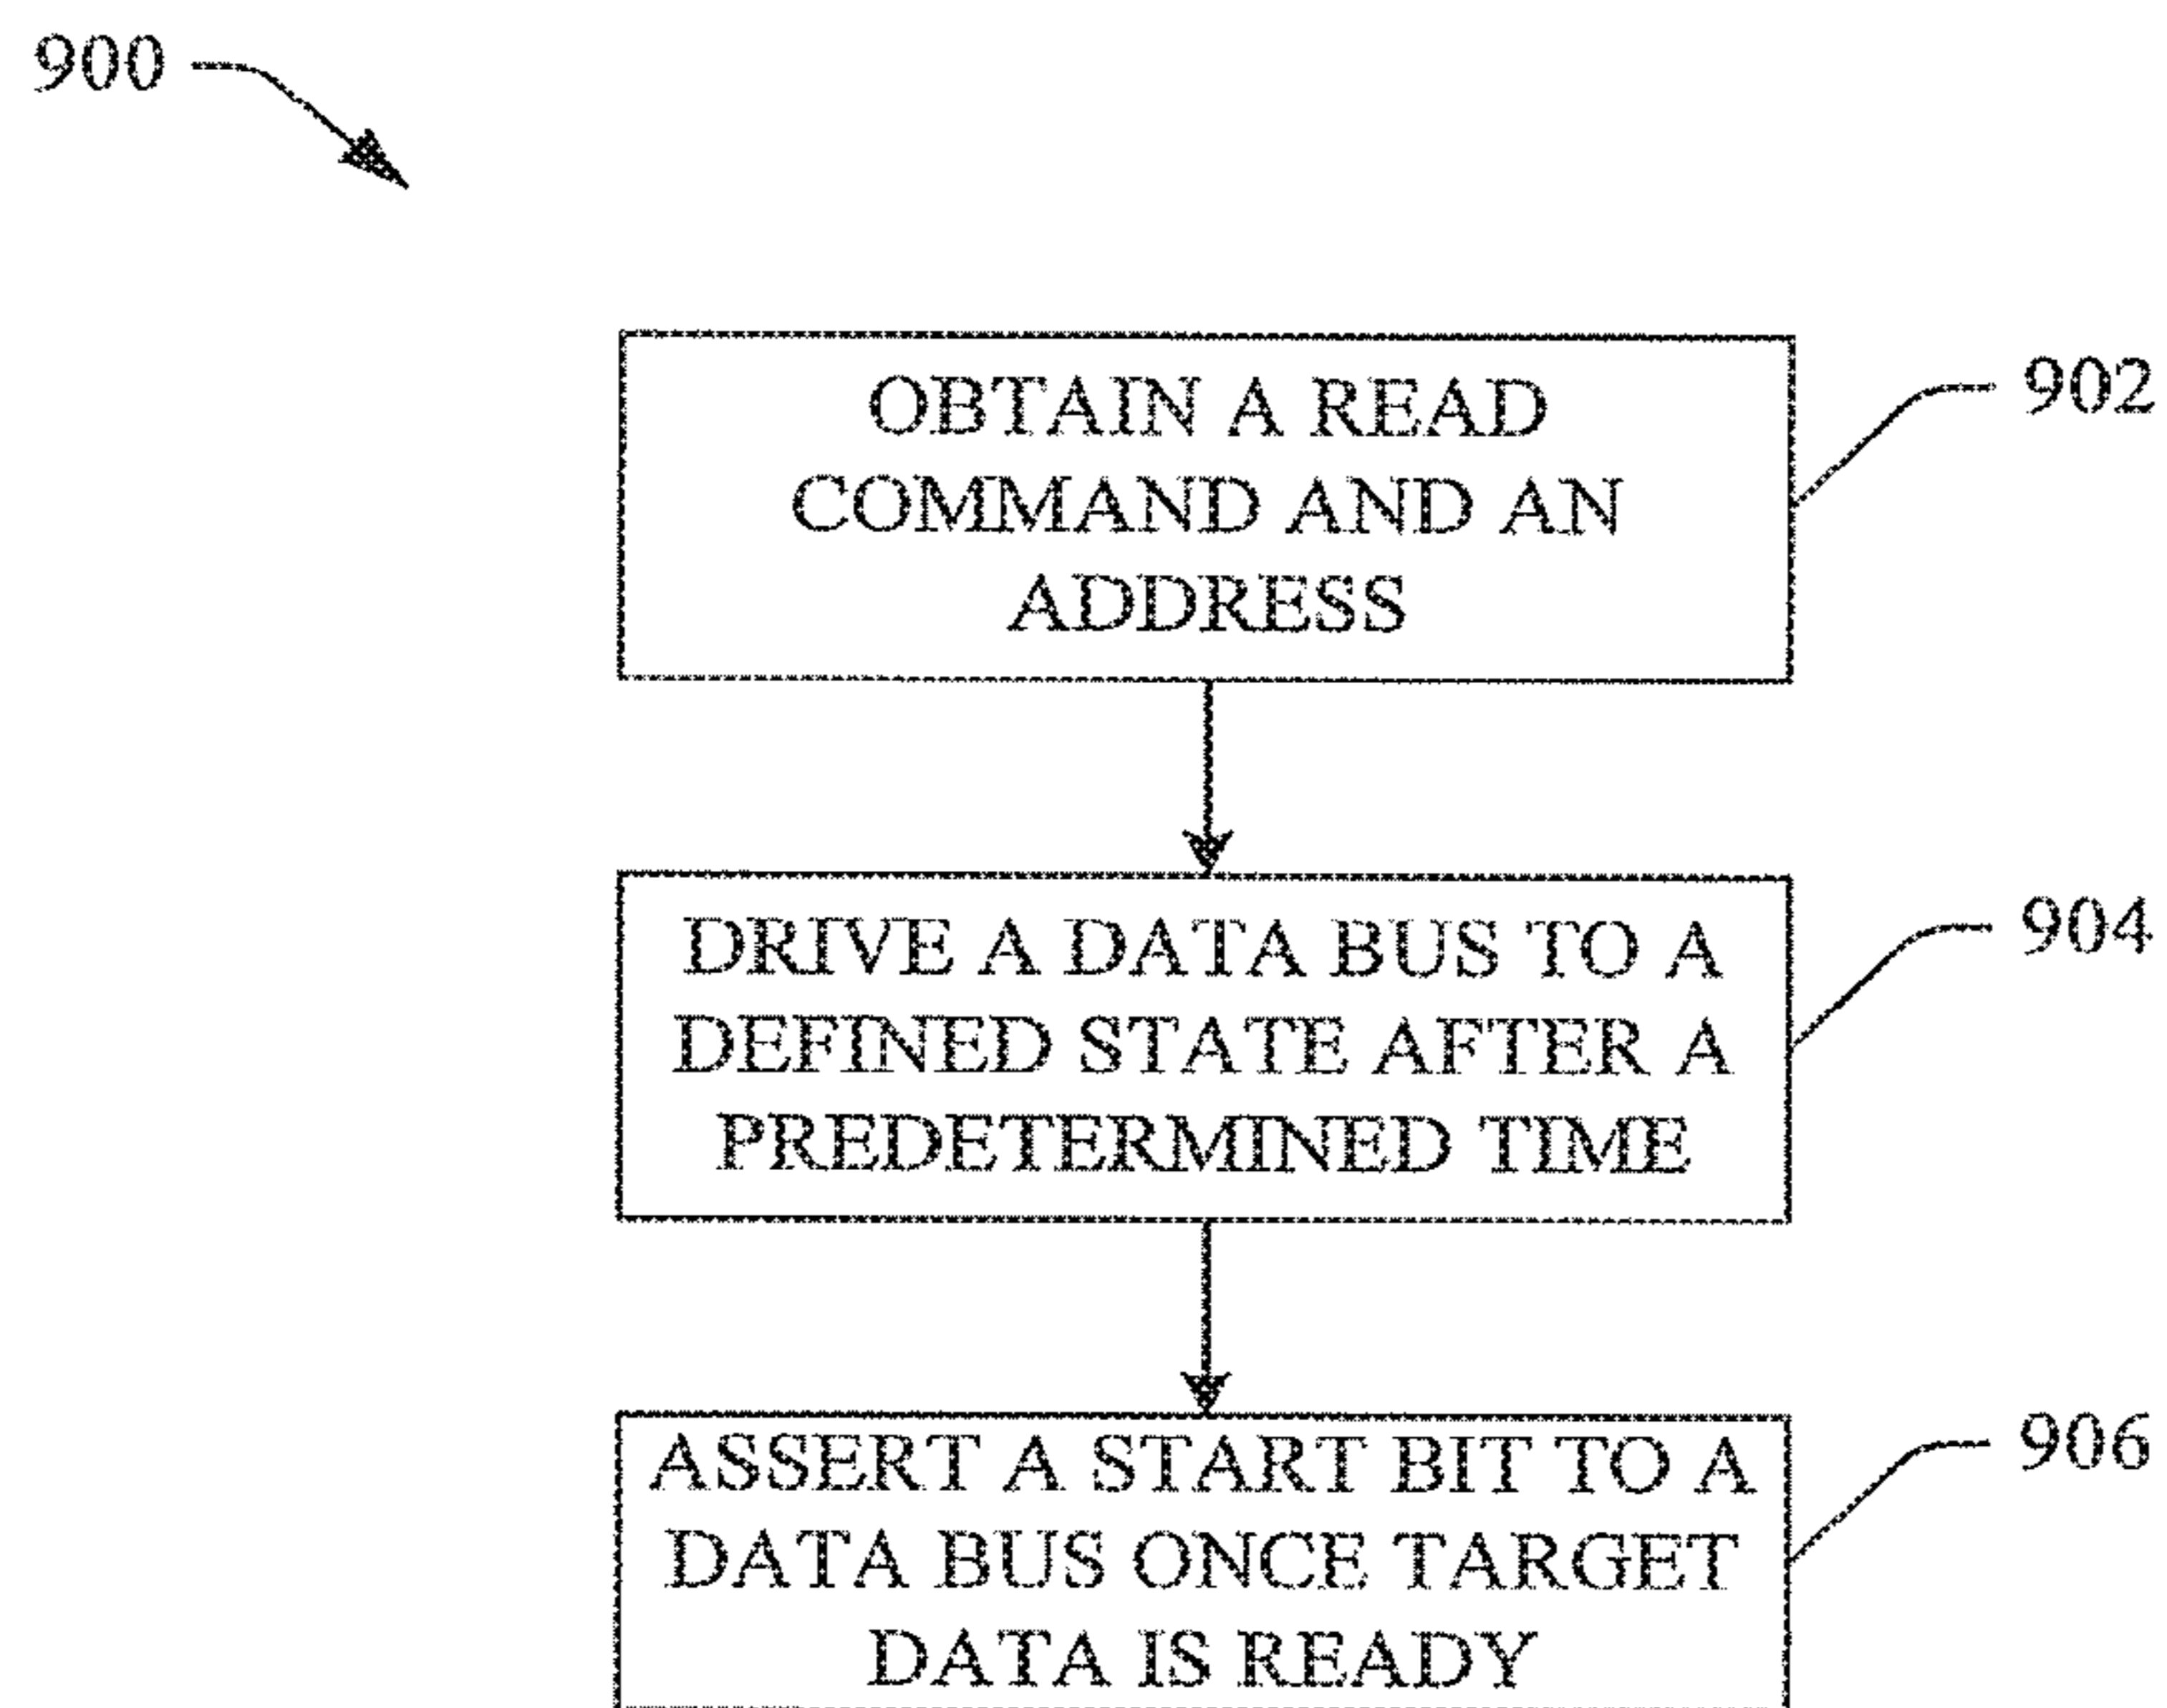 900
OBTAIN A READ
COMMAND AND AN
ADDRESS
902
DRIVE A DATA BUS TO A
DEFINED STATE AFTER A
PREDETERMINED TIME
904
ASSERT A START BIT TO A
DATA BUS ONCE TARGET
DATA IS READY
906